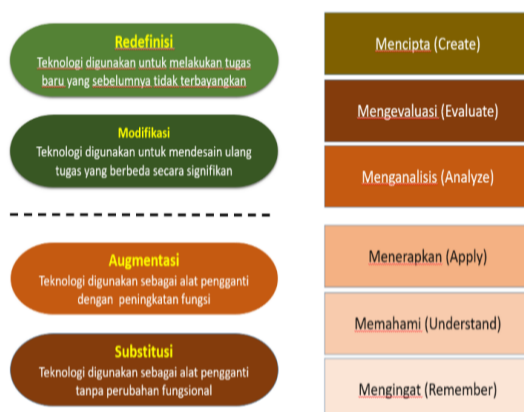 Redefinisi
Teknologi digunakan untuk melakukan tugas
baru yang sebelumnya tidak terbayangkan
Modifikasi
Teknologi digunakan untuk mendesain ulang
tugas yang berbeda secara signifikan
Augmentasi
Teknologi digunakan sebagai alat pengganti
dengan peningkatan fungsi
Substitusi
Teknologi digunakan sebagai alat pengganti
tanpa perubahan fungsional
Mencipta (Create)
Mengevaluasi (Evaluate)
Menganalisis (Analyze)
Menerapkan (Apply)
Memahami (Understand)
Mengingat (Remember)